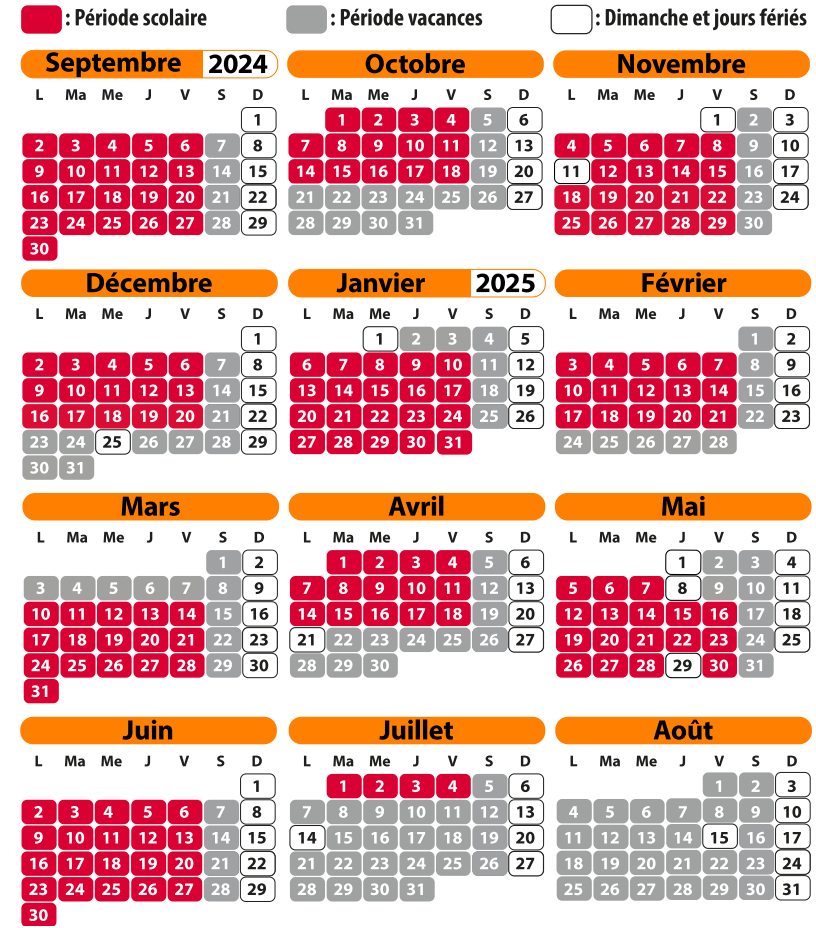 : Période scolaire : Période vacances : Dimanche et jours fériés
Septembre 2024 Octobre Novembre
L Ma Me J V S D L Ma Me J V S D L Ma Me J V S D
1 1 2 3 4 5 6 1 2 3
2 3 4 5 6 7 8 7 8 9 10 11 12 13 4 5 6 7 8 9 10
9 10 11 12 13 14 15 14 15 16 17 18 19 20 11 12 13 14 15 16 17
16 17 18 19 20 21 22 21 22 23 24 25 26 27 18 19 20 21 22 23 24
23 24 25 26 27 28 29 28 29 30 31 25 26 27 28 29 30
30
Décembre Janvier 2025 Février
L Ma Me J V S D L Ma Me J V S D L Ma Me J V S D
1 1 2 3 4 5 1 2
2 3 4 5 6 7 8 6 7 8 9 10 11 12 3 4 5 6 7 8 9
9 10 11 12 13 14 15 13 14 15 16 17 18 19 10 11 12 13 14 15 16
16 17 18 19 20 21 22 20 21 22 23 24 25 26 17 18 19 20 21 22 23
23 24 25 26 27 28 29 27 28 29 30 31 24 25 26 27 28
30 31
Mars Avril Mai
L Ma Me J V S D L Ma Me J V S D L Ma Me J V S D
1 2 1 2 3 4 5 6 1 2 3 4
3 4 5 6 7 8 9 7 8 9 10 11 12 13 5 6 7 8 9 10 11
10 11 12 13 14 15 16 14 15 16 17 18 19 20 12 13 14 15 16 17 18
17 18 19 20 21 22 23 21 22 23 24 25 26 27 19 20 21 22 23 24 25
24 25 26 27 28 29 30 28 29 30 26 27 28 29 30 31
31
Juin Juillet Août
L Ma Me J V S D L Ma Me J V S D L Ma Me J V S D
1 1 2 3 4 5 6 1 2 3
2 3 4 5 6 7 8 7 8 9 10 11 12 13 4 5 6 7 8 9 10
9 10 11 12 13 14 15 14 15 16 17 18 19 20 11 12 13 14 15 16 17
16 17 18 19 20 21 22 21 22 23 24 25 26 27 18 19 20 21 22 23 24
23 24 25 26 27 28 29 28 29 30 31 25 26 27 28 29 30 31
30